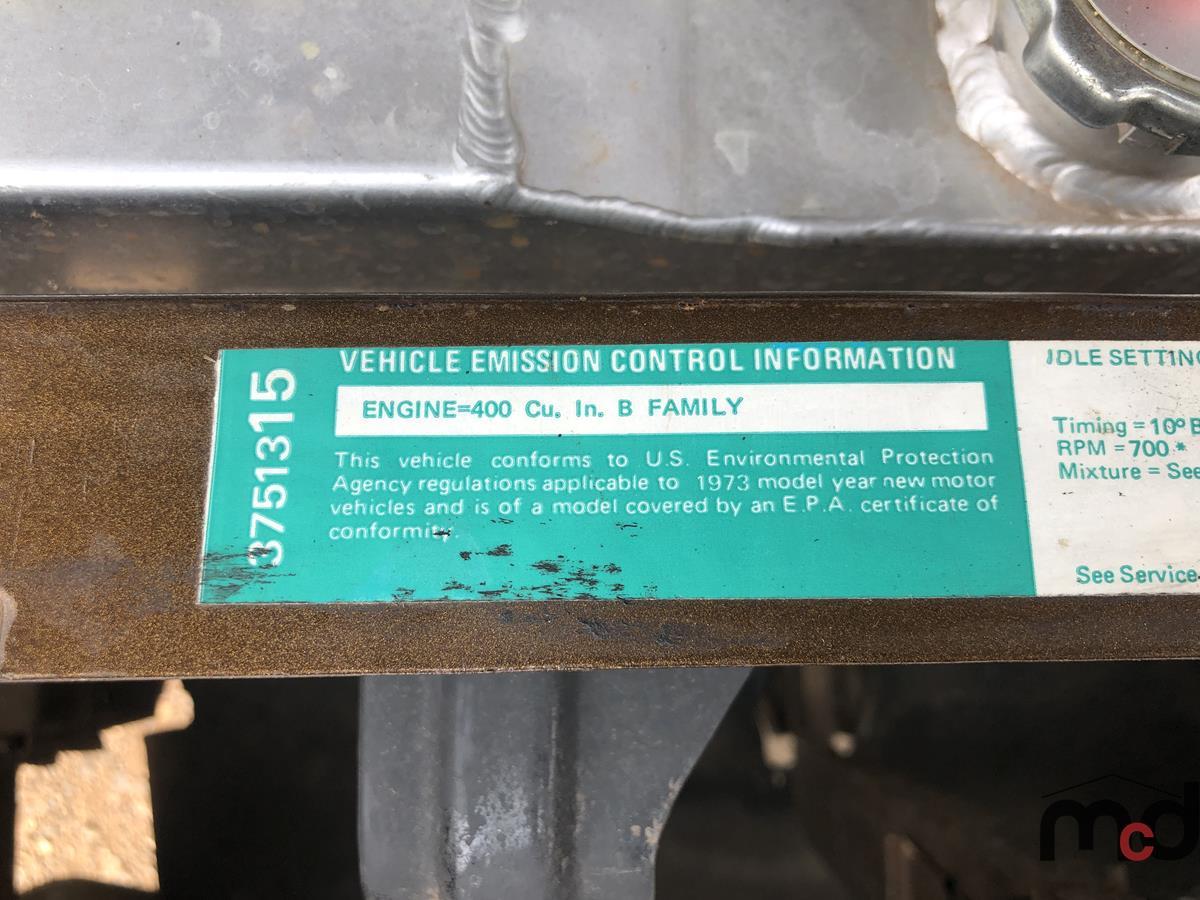 3751315
VEHICLE EMISSION CONTROL INFORMATION
ENGINE=400 Cu. In. B FAMILY
This vehicle conforms to U.S. Environmental Protection
Agency regulations applicable to 1973 model year new motor
vehicles and is of a model covered by an E.P.A. certificate of
conformity.
IDLE SETTING
Timing = 10° B
RPM = 700 *
Mixture = See
See Service
mcd